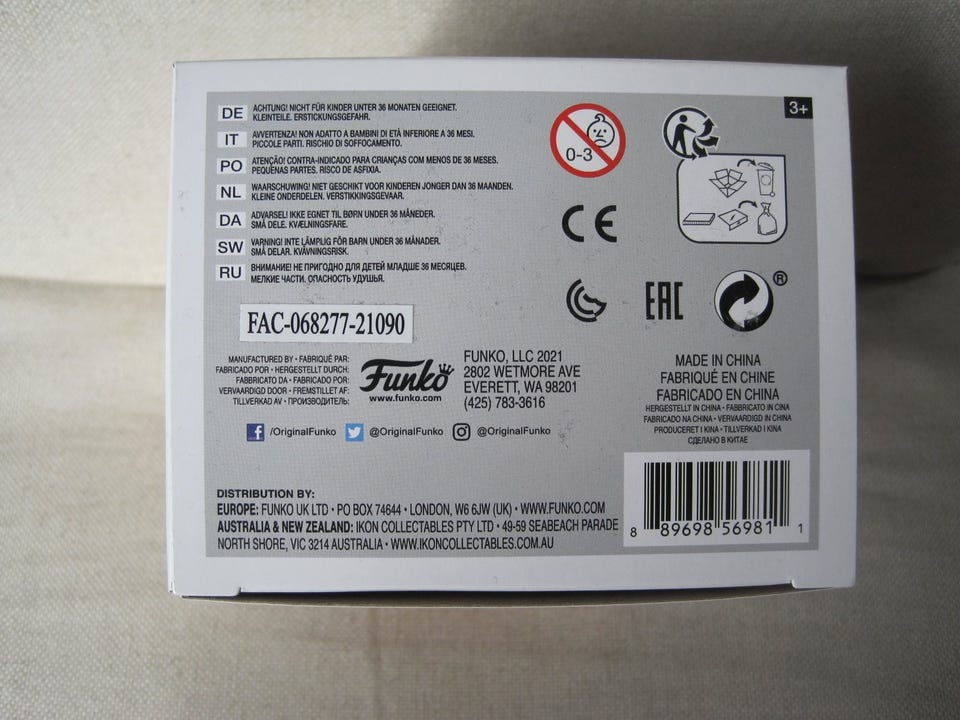 3+
DE ACHTUNG! NICHT FÜR KINDER UNTER 36 MONATEN GEEIGNET.
KLEINTEILE. ERSTICKUNGSGEFAHR.
IT AVVERTENZA! NON ADATTO A BAMBINI DI ETÀ INFERIORE A 36 MESI.
PICCOLE PARTI. RISCHIO DI SOFFOCAMENTO.
PO ATENÇÃO! CONTRA-INDICADO PARA CRIANÇAS COM MENOS DE 36 MESES.
PEQUENAS PARTES. RISCO DE ASFIXIA.
NL WAARSCHUWING! NIET GESCHIKT VOOR KINDEREN JONGER DAN 36 MAANDEN.
KLEINE ONDERDELEN. VERSTIKKINGSGEVAAR.
DA ADVARSEL! IKKE EGNET TIL BØRN UNDER 36 MÅNEDER.
SMÅ DELE. KVÆLNINGSFARE.
SW VARNING! INTE LÄMPLIG FÖR BARN UNDER 36 MÅNADER.
SMÅ DELAR. KVÄVNINGSRISK.
RU ВНИМАНИЕ! НЕ ПРИГОДНО ДЛЯ ДЕТЕЙ МЛАДШЕ 36 МЕСЯЦЕВ.
МЕЛКИЕ ЧАСТИ. ОПАСНОСТЬ УДУШЬЯ.
0-3
CE
EAC
®
FAC-068277-21090
MANUFACTURED BY • FABRIQUÉ PAR:
FABRICADO POR • HERGESTELLT DURCH:
FABBRICATO DA • FABRICADO POR:
VERVAARDIGD DOOR • FREMSTILLET AF:
TILLVERKAD AV • ПРОИЗВОДИТЕЛЬ:
Funko
www.funko.com
FUNKO, LLC 2021
2802 WETMORE AVE
EVERETT, WA 98201
(425) 783-3616
MADE IN CHINA
FABRIQUÉ EN CHINE
FABRICADO EN CHINA
HERGESTELLT IN CHINA • FABBRICATO IN CINA
FABRICADO NA CHINA • VERVAARDIGD IN CHINA
PRODUCERET I KINA • TILLVERKAD I KINA
СДЕЛАНО В КИТАЕ
/OriginalFunko @OriginalFunko @OriginalFunko
DISTRIBUTION BY:
EUROPE: FUNKO UK LTD • PO BOX 74644 • LONDON, W6 6JW (UK) • WWW.FUNKO.COM
AUSTRALIA & NEW ZEALAND: IKON COLLECTABLES PTY LTD • 49-59 SEABEACH PARADE
NORTH SHORE, VIC 3214 AUSTRALIA • WWW.IKONCOLLECTABLES.COM.AU
8 89698 56981 1